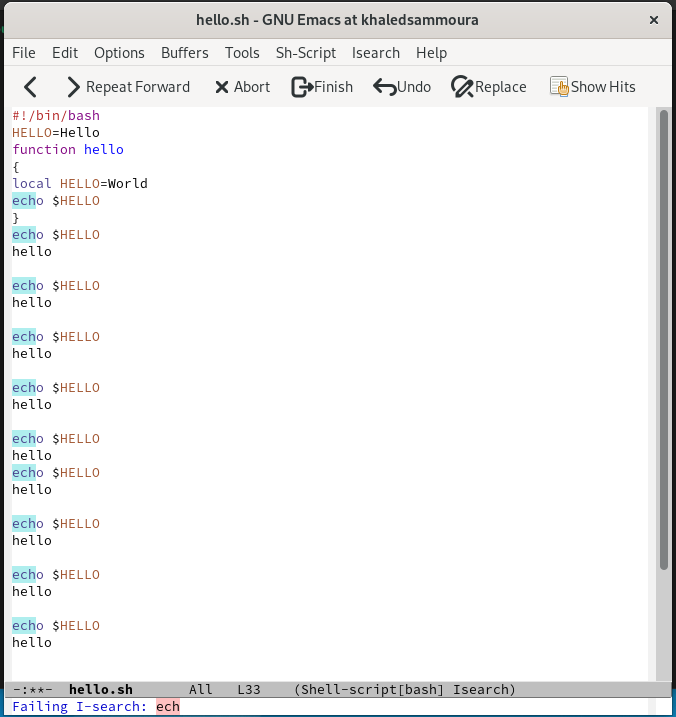 hello.sh - GNU Emacs at khaledsammoura
File Edit Options Buffers Tools Sh-Script Isearch Help
Repeat Forward Abort Finish Undo Replace Show Hits
#!/bin/bash
HELLO=Hello
function hello
{
local HELLO=World
echo $HELLO
}
echo $HELLO
hello
echo $HELLO
hello
echo $HELLO
hello
echo $HELLO
hello
echo $HELLO
hello
echo $HELLO
hello
echo $HELLO
hello
echo $HELLO
hello
echo $HELLO
hello
-:**- hello.sh All L33 (Shell-script[bash] Isearch)
Failing I-search: ech